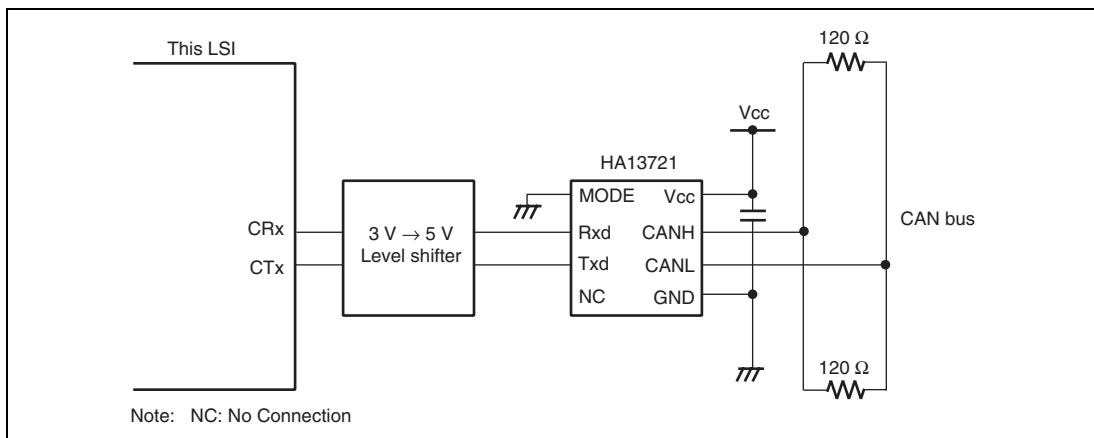 This LSI
120 Ω
Vcc
HA13721
MODE
Vcc
CRx
3 V → 5 V
Level shifter
Rxd
CANH
CAN bus
CTx
Txd
CANL
NC
GND
120 Ω
Note: NC: No Connection